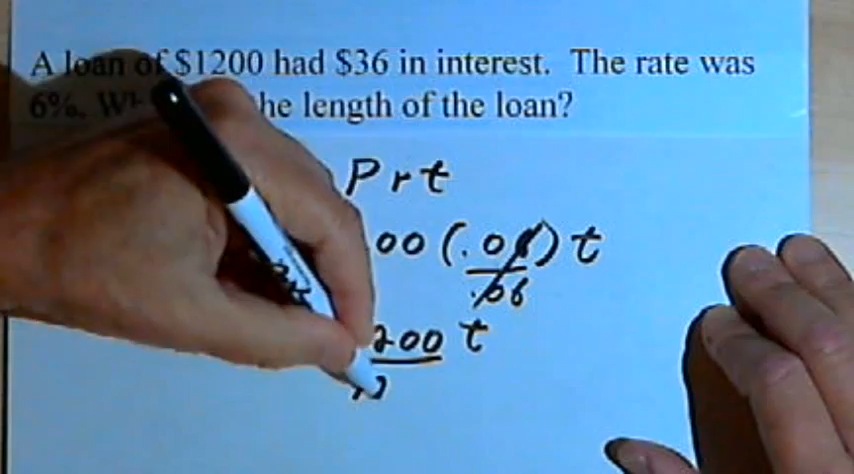 A loan of $1200 had $36 in interest. The rate was
6%. he length of the loan?
Prt
00 (.06) t
.06
200 t